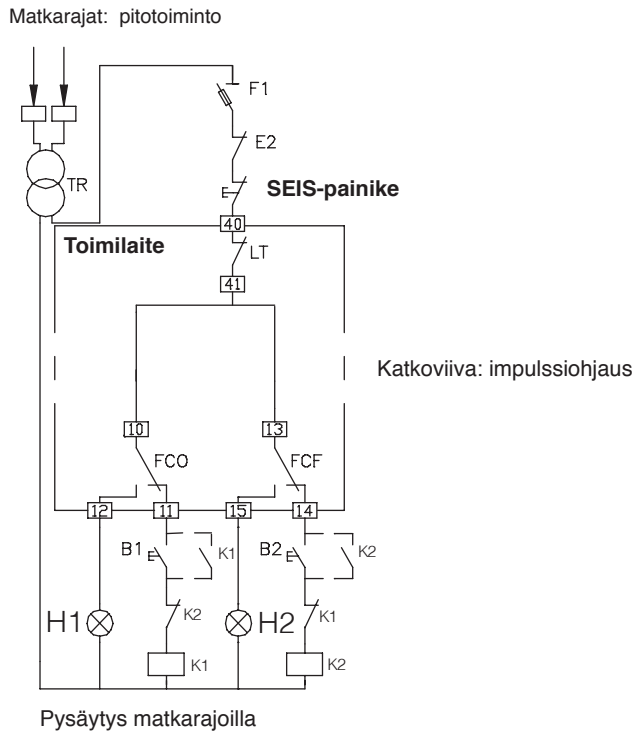 Matkarajat: pitotoiminto
F1
E2
TR
SEIS-painike
40
Toimilaite
LT
41
Katkoviiva: impulssiohjaus
10
13
FCO
FCF
12
11
15
14
B1
K1
B2
K2
H1
K2
H2
K1
K1
K2
Pysäytys matkarajoilla